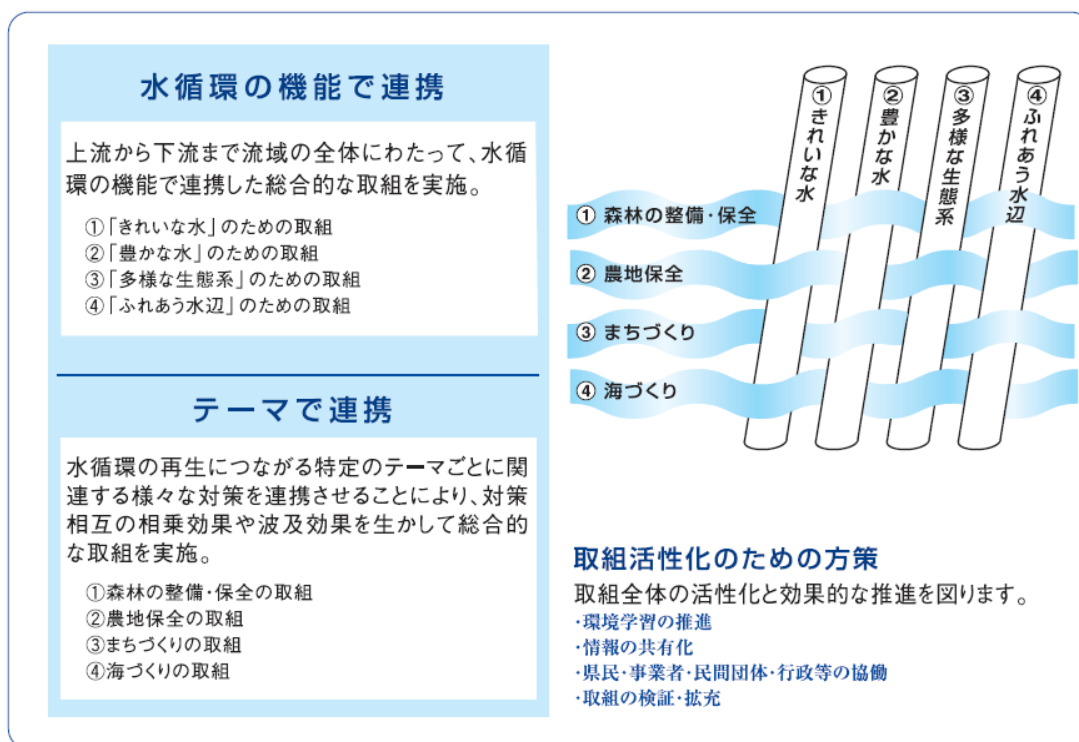 水循環の機能で連携
上流から下流まで流域の全体にわたって、水循
環の機能で連携した総合的な取組を実施。
①「きれいな水」のための取組
②「豊かな水」のための取組
③「多様な生態系」のための取組
④「ふれあう水辺」のための取組
テーマで連携
水循環の再生につながる特定のテーマごとに関
連する様々な対策を連携させることにより、対策
相互の相乗効果や波及効果を生かして総合的
な取組を実施。
①森林の整備・保全の取組
②農地保全の取組
③まちづくりの取組
④海づくりの取組
①きれいな水
②豊かな水
③多様な生態系
④ふれあう水辺
①森林の整備・保全
②農地保全
③まちづくり
④海づくり
取組活性化のための方策
取組全体の活性化と効果的な推進を図ります。
・環境学習の推進
・情報の共有化
・県民・事業者・民間団体・行政等の協働
・取組の検証・拡充